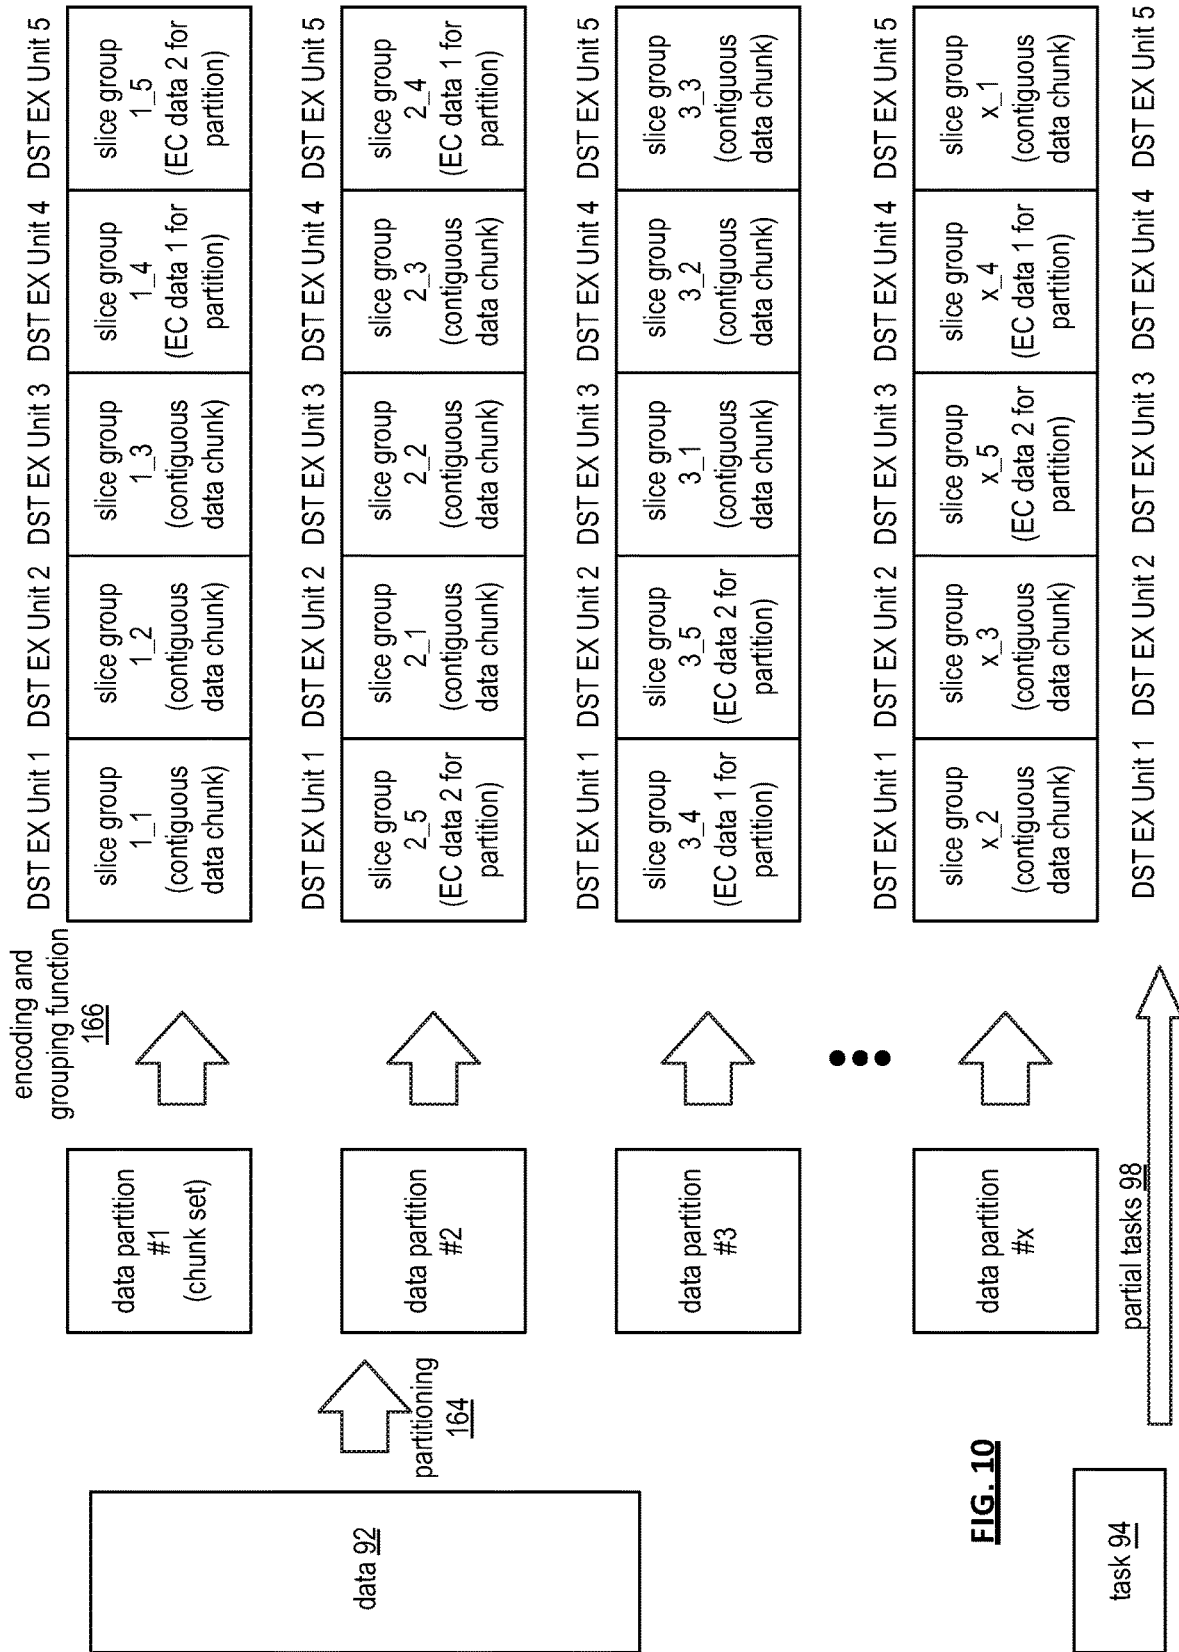 data 92
partitioning
164
data partition
#1
(chunk set)
data partition
#2
data partition
#3
data partition
#x
encoding and
grouping function
166
DST EX Unit 1
DST EX Unit 2
DST EX Unit 3
DST EX Unit 4
DST EX Unit 5
slice group
1_1
(contiguous
data chunk)
slice group
1_2
(contiguous
data chunk)
slice group
1_3
(contiguous
data chunk)
slice group
1_4
(EC data 1 for
partition)
slice group
1_5
(EC data 2 for
partition)
DST EX Unit 1
DST EX Unit 2
DST EX Unit 3
DST EX Unit 4
DST EX Unit 5
slice group
2_5
(EC data 2 for
partition)
slice group
2_1
(contiguous
data chunk)
slice group
2_2
(contiguous
data chunk)
slice group
2_3
(contiguous
data chunk)
slice group
2_4
(EC data 1 for
partition)
DST EX Unit 1
DST EX Unit 2
DST EX Unit 3
DST EX Unit 4
DST EX Unit 5
slice group
3_4
(EC data 1 for
partition)
slice group
3_5
(EC data 2 for
partition)
slice group
3_1
(contiguous
data chunk)
slice group
3_2
(contiguous
data chunk)
slice group
3_3
(contiguous
data chunk)
DST EX Unit 1
DST EX Unit 2
DST EX Unit 3
DST EX Unit 4
DST EX Unit 5
slice group
x_2
(contiguous
data chunk)
slice group
x_3
(contiguous
data chunk)
slice group
x_5
(EC data 2 for
partition)
slice group
x_4
(EC data 1 for
partition)
slice group
x_1
(contiguous
data chunk)
task 94
partial tasks 98
DST EX Unit 1
DST EX Unit 2
DST EX Unit 3
DST EX Unit 4
DST EX Unit 5
FIG. 10